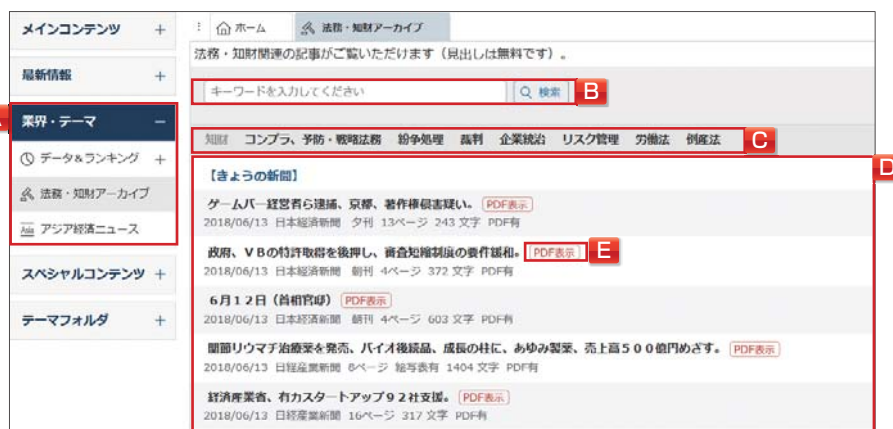 メインコンテンツ +
最新情報 +
A
業界・テーマ −
データ&ランキング +
法務・知財アーカイブ
Asia アジア経済ニュース
スペシャルコンテンツ +
テーマフォルダ +
ホーム 法務・知財アーカイブ
法務・知財関連の記事がご覧いただけます（見出しは無料です）。
キーワードを入力してください 検索 B
知財 コンプラ、予防・戦略法務 紛争処理 裁判 企業統治 リスク管理 労働法 倒産法 C
D
【きょうの新聞】
ゲームバー経営者ら逮捕、京都、著作権侵害疑い。 PDF表示
2018/06/13 日本経済新聞 夕刊 13ページ 243 文字 PDF有
政府、ＶＢの特許取得を後押し、審査短縮制度の要件緩和。 PDF表示 E
2018/06/13 日本経済新聞 朝刊 4ページ 372 文字 PDF有
６月１２日（首相官邸） PDF表示
2018/06/13 日本経済新聞 朝刊 4ページ 603 文字 PDF有
関節リウマチ治療薬を発売、バイオ後続品、成長の柱に、あゆみ製薬、売上高５００億円めざす。 PDF表示
2018/06/13 日経産業新聞 8ページ 絵写表有 1404 文字 PDF有
経済産業省、有力スタートアップ９２社支援。 PDF表示
2018/06/13 日経産業新聞 16ページ 317 文字 PDF有